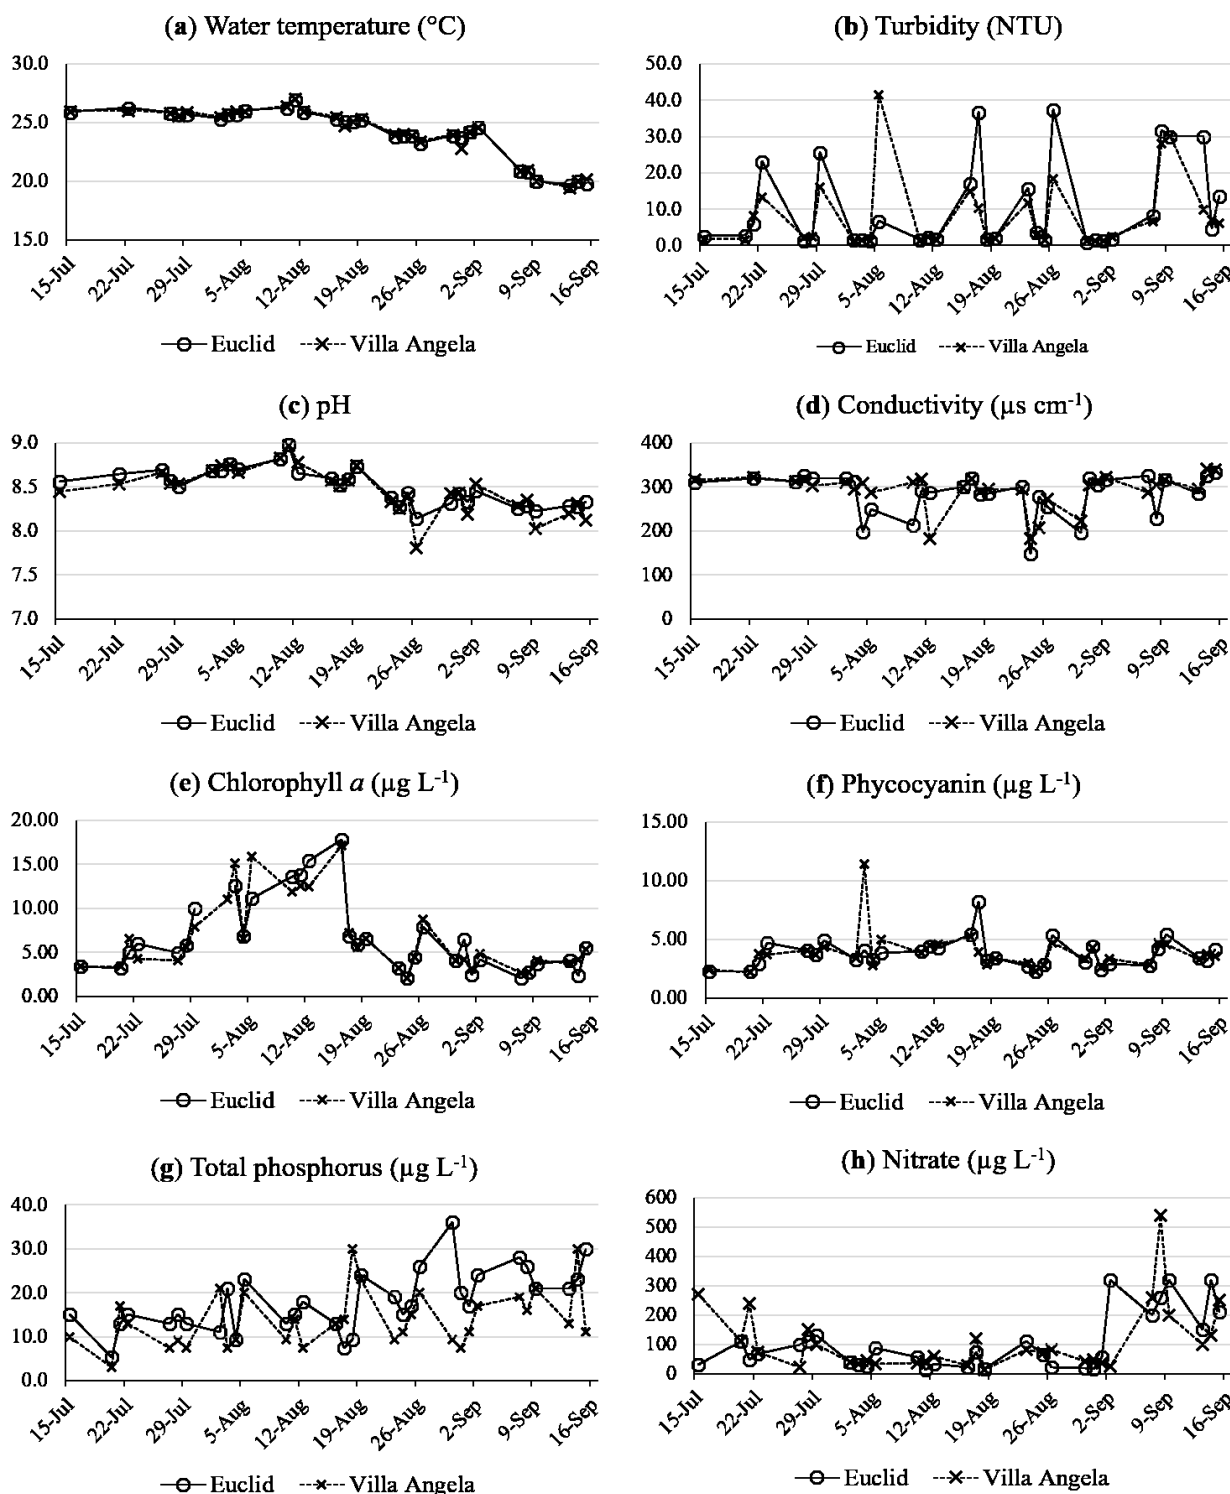 (a) Water temperature (°C)
30.0
25.0
20.0
15.0
15-Jul 22-Jul 29-Jul 5-Aug 12-Aug 19-Aug 26-Aug 2-Sep 9-Sep 16-Sep
Euclid Villa Angela
(b) Turbidity (NTU)
50.0
40.0
30.0
20.0
10.0
0.0
15-Jul 22-Jul 29-Jul 5-Aug 12-Aug 19-Aug 26-Aug 2-Sep 9-Sep 16-Sep
Euclid Villa Angela
(c) pH
9.0
8.5
8.0
7.5
7.0
15-Jul 22-Jul 29-Jul 5-Aug 12-Aug 19-Aug 26-Aug 2-Sep 9-Sep 16-Sep
Euclid Villa Angela
(d) Conductivity (µs cm⁻¹)
400
300
200
100
0
15-Jul 22-Jul 29-Jul 5-Aug 12-Aug 19-Aug 26-Aug 2-Sep 9-Sep 16-Sep
Euclid Villa Angela
(e) Chlorophyll a (µg L⁻¹)
20.00
15.00
10.00
5.00
0.00
15-Jul 22-Jul 29-Jul 5-Aug 12-Aug 19-Aug 26-Aug 2-Sep 9-Sep 16-Sep
Euclid Villa Angela
(f) Phycocyanin (µg L⁻¹)
15.00
10.00
5.00
0.00
15-Jul 22-Jul 29-Jul 5-Aug 12-Aug 19-Aug 26-Aug 2-Sep 9-Sep 16-Sep
Euclid Villa Angela
(g) Total phosphorus (µg L⁻¹)
40.0
30.0
20.0
10.0
0.0
15-Jul 22-Jul 29-Jul 5-Aug 12-Aug 19-Aug 26-Aug 2-Sep 9-Sep 16-Sep
Euclid Villa Angela
(h) Nitrate (µg L⁻¹)
600
500
400
300
200
100
0
15-Jul 22-Jul 29-Jul 5-Aug 12-Aug 19-Aug 26-Aug 2-Sep 9-Sep 16-Sep
Euclid Villa Angela